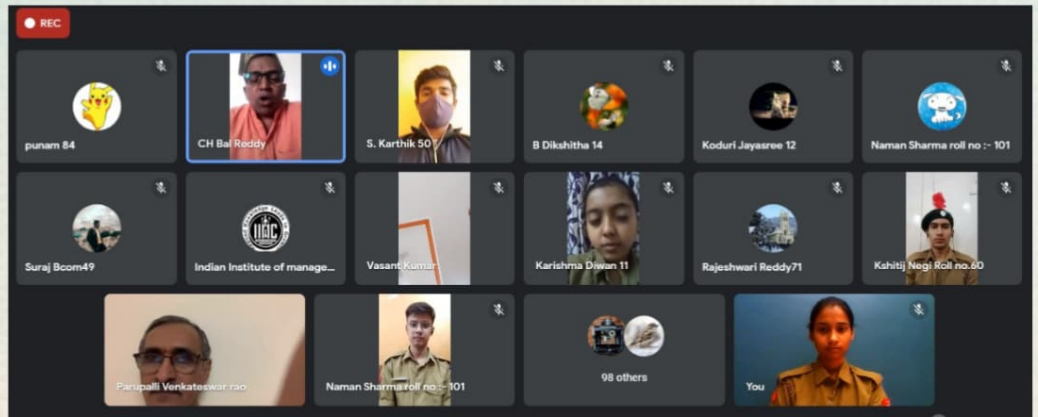 REC
punam 84
CH Bal Reddy
S. Karthik 50
B Dikshitha 14
Koduri Jayasree 12
Naman Sharma roll no :- 101
Suraj Bcom49
Indian Institute of manage...
Vasant Kumar
Karishma Diwan 11
Rajeshwari Reddy71
Kshitij Negi Roll no.60
Parupalli Venkateswar rao
Naman Sharma roll no :- 101
98 others
You